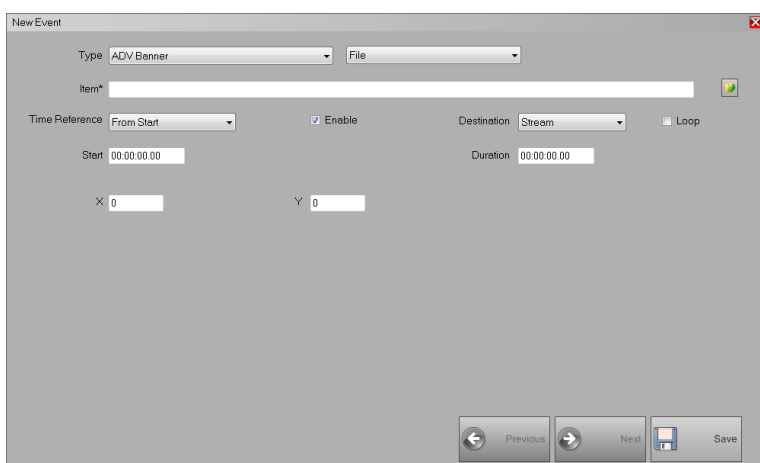 New Event
Type ADV Banner File
Item*
Time Reference From Start Enable Destination Stream Loop
Start 00:00:00.00 Duration 00:00:00.00
X 0 Y 0
Previous Next Save